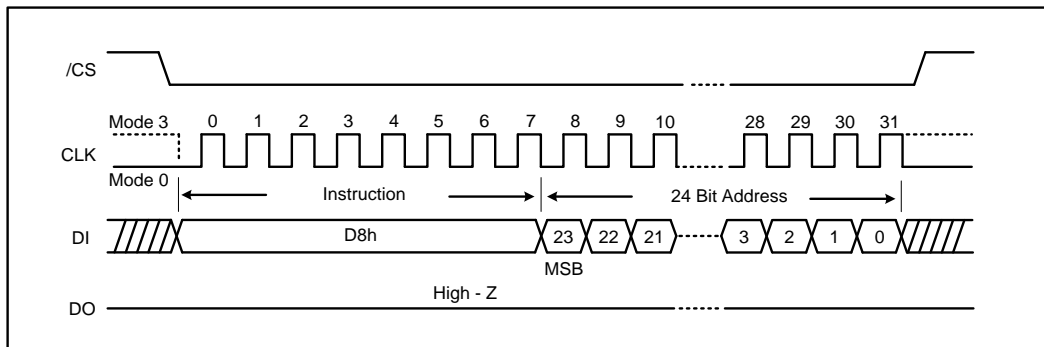 /CS
Mode 3 0 1 2 3 4 5 6 7 8 9 10 28 29 30 31
CLK
Mode 0
Instruction 24 Bit Address
DI D8h 23 22 21 3 2 1 0
MSB
High - Z
DO